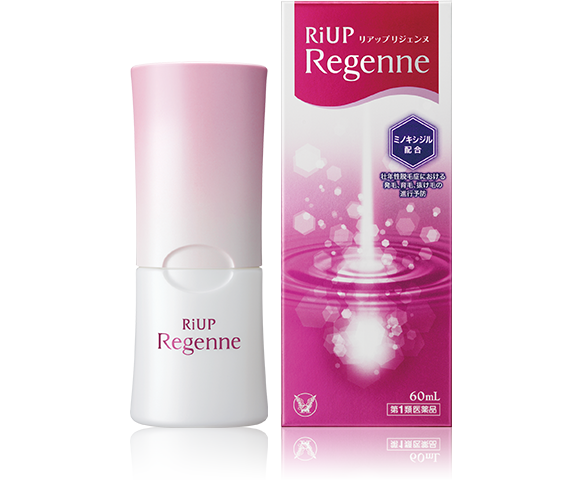 RiUP
Regenne
RiUP リアップリジェンヌ
Regenne
ミノキシジル
配合
壮年性脱毛症における
発毛、育毛、抜け毛の
進行予防
60mL
第1類医薬品